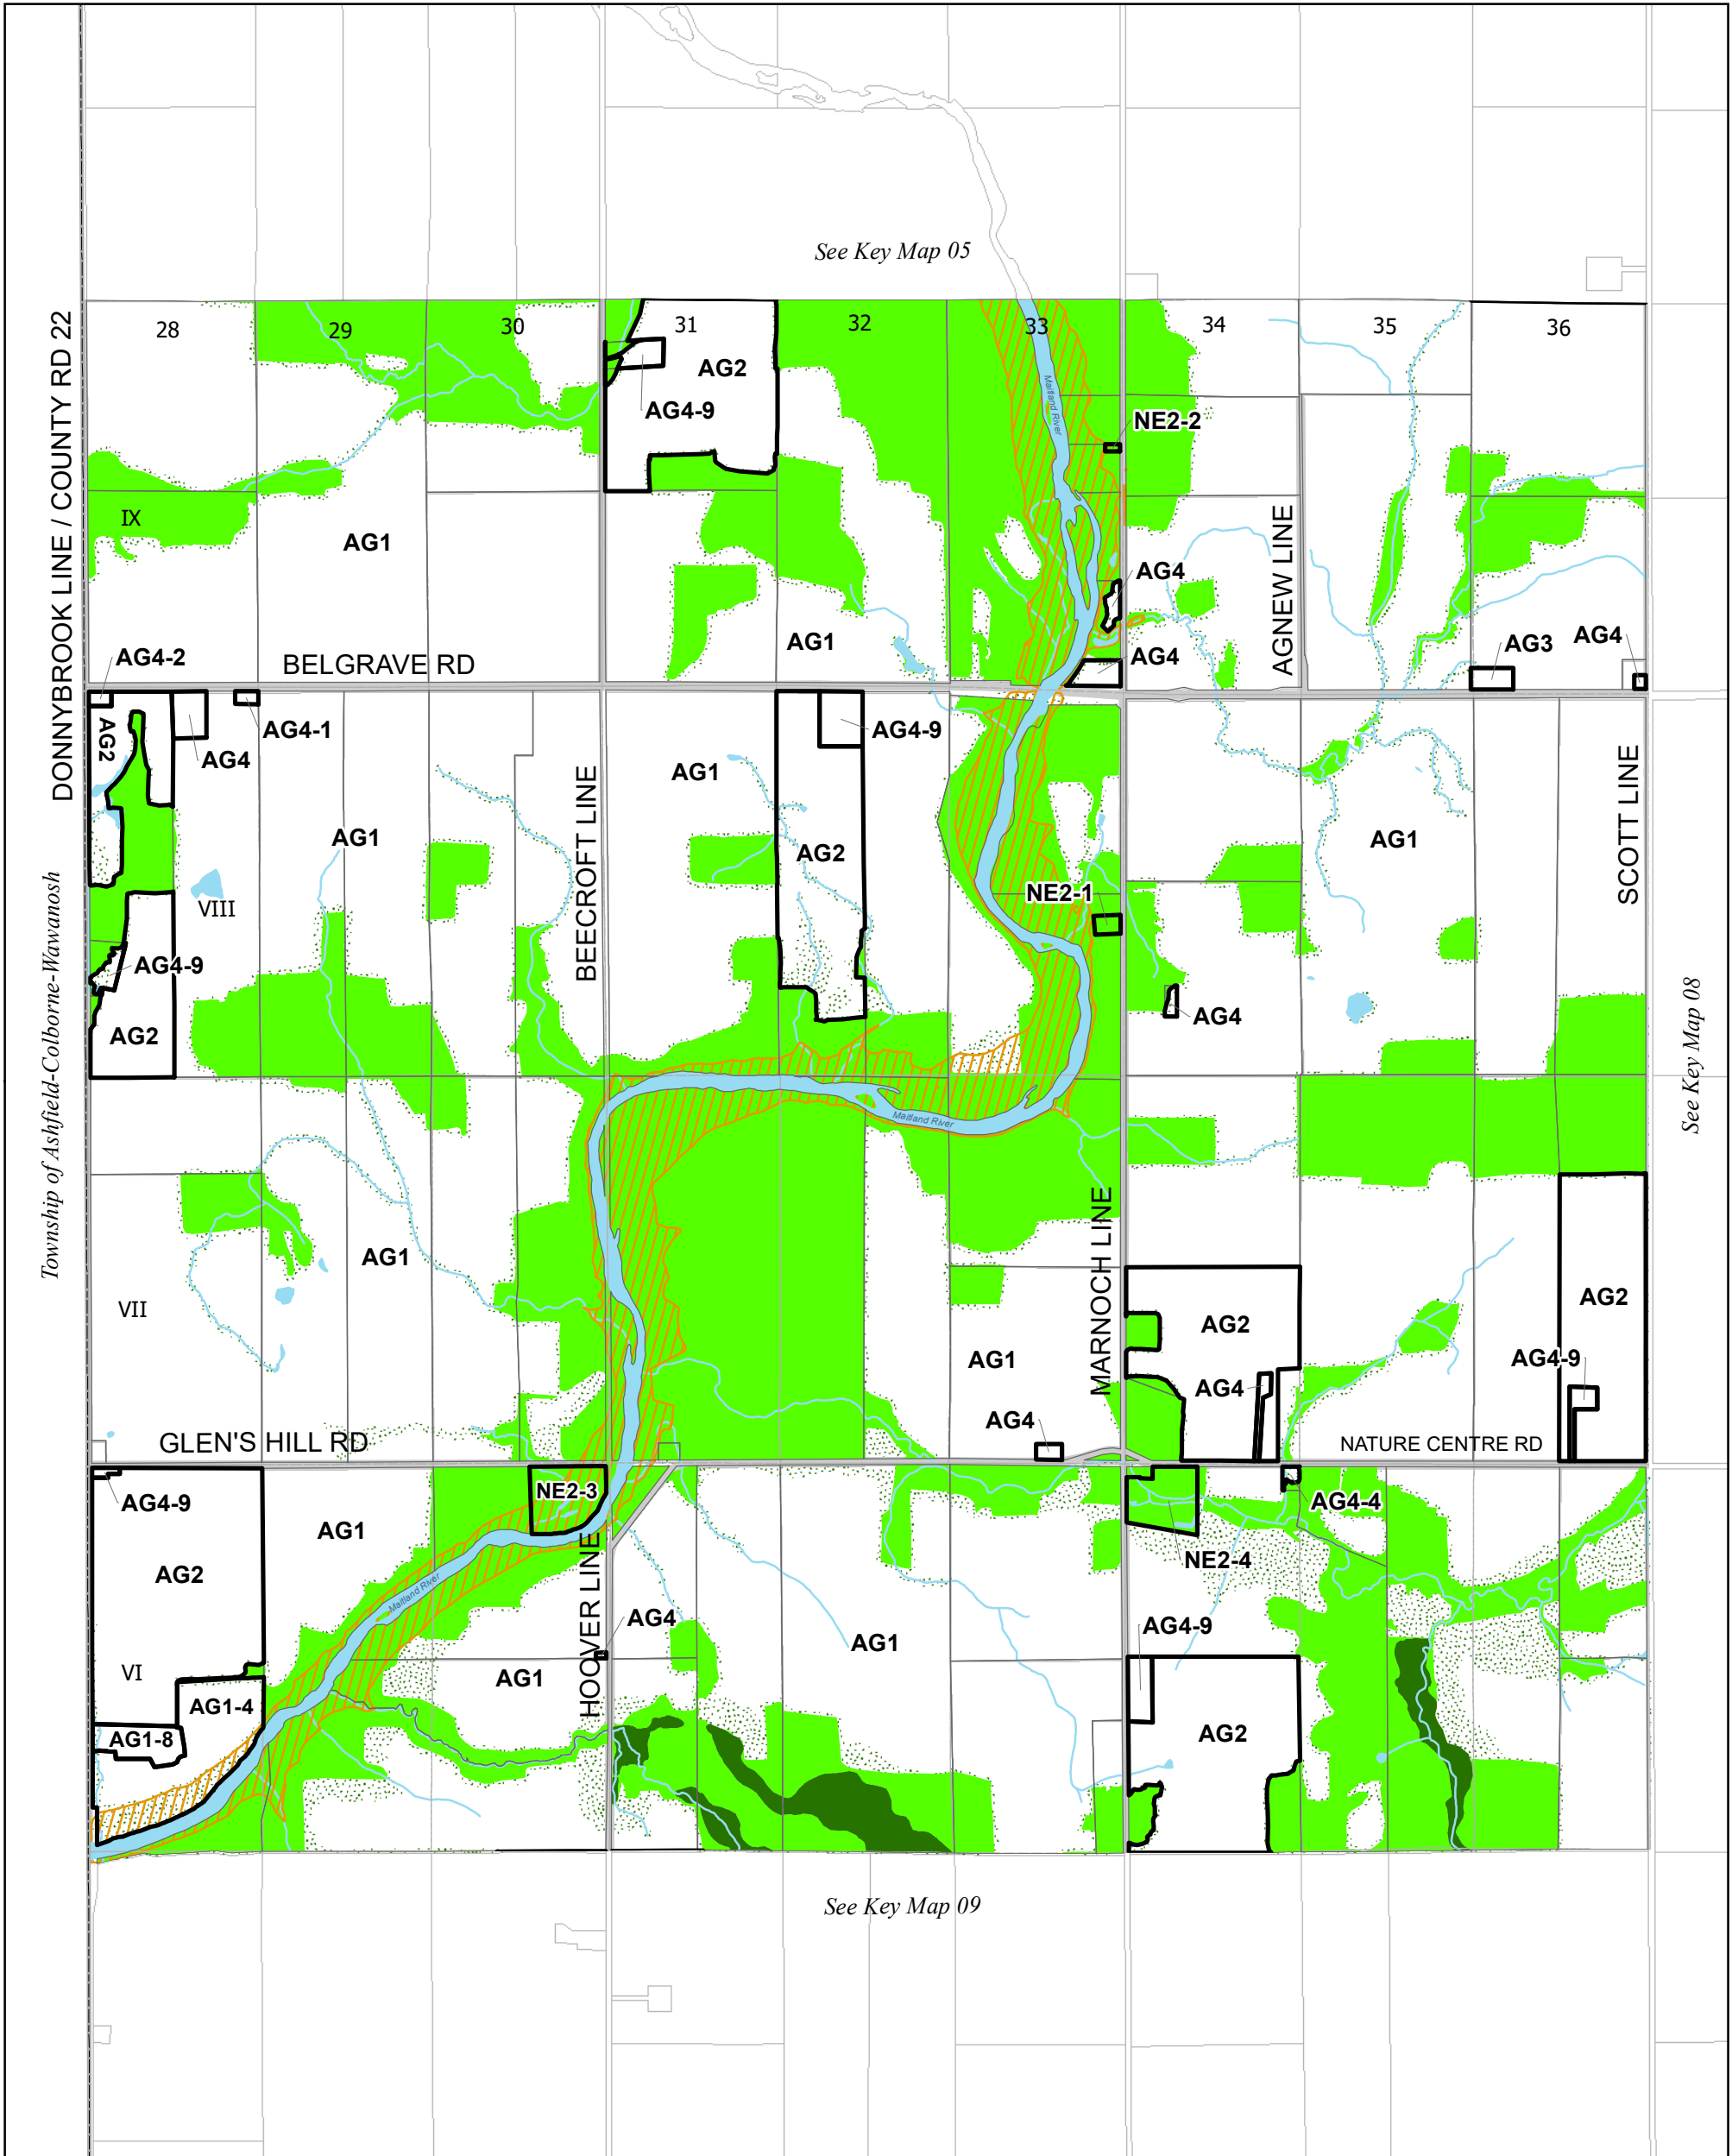 See Key Map 05
DONNYBROOK LINE / COUNTY RD 22
Township of Ashfield-Colborne-Wawanosh
28
29
30
31
32
33
34
35
36
AG2
AG4-9
Maitland River
NE2-2
IX
AG1
AGNEW LINE
AG4
AG1
AG4
AG3
AG4
AG4-2
BELGRAVE RD
AG2
AG4
AG4-1
AG1
AG4-9
SCOTT LINE
BEECROFT LINE
AG1
AG2
AG1
NE2-1
VIII
AG4-9
AG2
AG4
See Key Map 08
Maitland River
MARNOCH LINE
AG1
VII
AG2
AG2
AG1
AG4-9
AG4
AG4
GLEN'S HILL RD
NATURE CENTRE RD
NE2-3
AG4-9
AG4-4
AG1
HOOVER LINE
NE2-4
AG2
Maitland River
AG4
AG4-9
AG1
VI
AG1
AG1-4
AG2
AG1-8
See Key Map 09